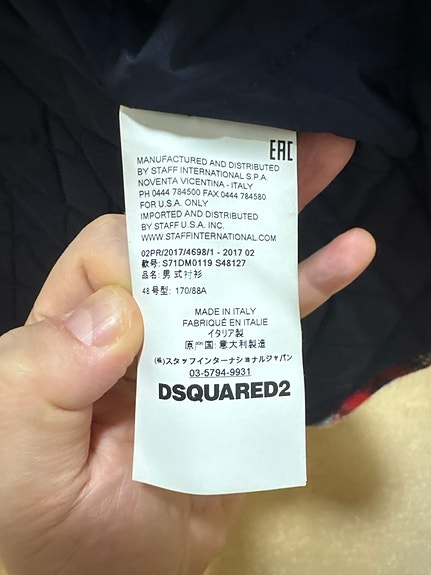 EAC
MANUFACTURED AND DISTRIBUTED
BY STAFF INTERNATIONAL S.P.A.
NOVENTA VICENTINA - ITALY
PH 0444 784500 FAX 0444 784580
FOR U.S.A. ONLY
IMPORTED AND DISTRIBUTED
BY STAFF U.S.A. INC.
WWW.STAFFINTERNATIONAL.COM
02PR/2017/4698/1 - 2017 02
款号: S71DM0119 S48127
品名: 男式衬衫
48 号型: 170/88A
MADE IN ITALY
FABRIQUÉ EN ITALIE
イタリア製
原产国: 意大利製造
(株)スタッフインターナショナルジャパン
03-5794-9931
DSQUARED2